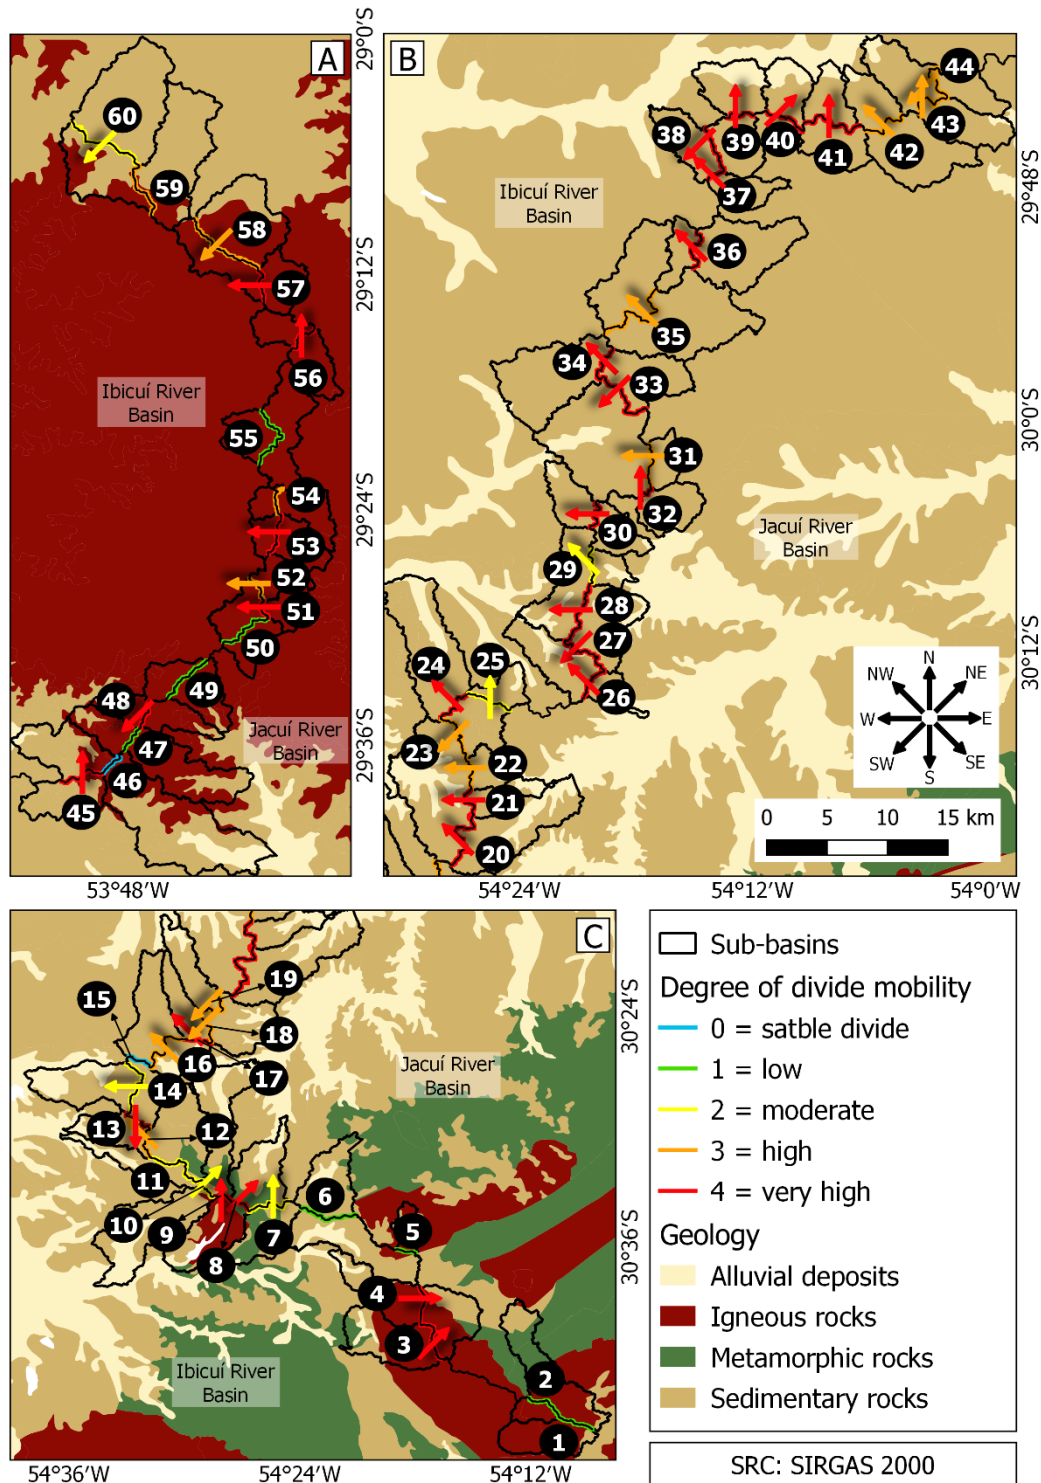 A
B
29°0′S
44
60
38
39
40
41
42
43
59
58
37
Ibicuí River
Basin
29°48′S
57
36
29°12′S
56
35
34
33
Ibicuí River
Basin
55
31
30°0′S
54
32
53
30
29°24′S
Jacuí River
Basin
52
29
51
28
50
27
25
24
26
30°12′S
49
48
47
46
45
Jacuí River
Basin
29°36′S
23
22
21
20
N
NE
E
SE
S
SW
W
NW
0 5 10 15 km
53°48′W
54°24′W
54°12′W
54°0′W
C
15
19
18
16
17
14
13
12
11
10
9
8
7
6
5
4
3
2
1
Jacuí River
Basin
Ibicuí River
Basin
30°24′S
30°36′S
54°36′W
54°24′W
54°12′W
Sub-basins
Degree of divide mobility
0 = satble divide
1 = low
2 = moderate
3 = high
4 = very high
Geology
Alluvial deposits
Igneous rocks
Metamorphic rocks
Sedimentary rocks
SRC: SIRGAS 2000